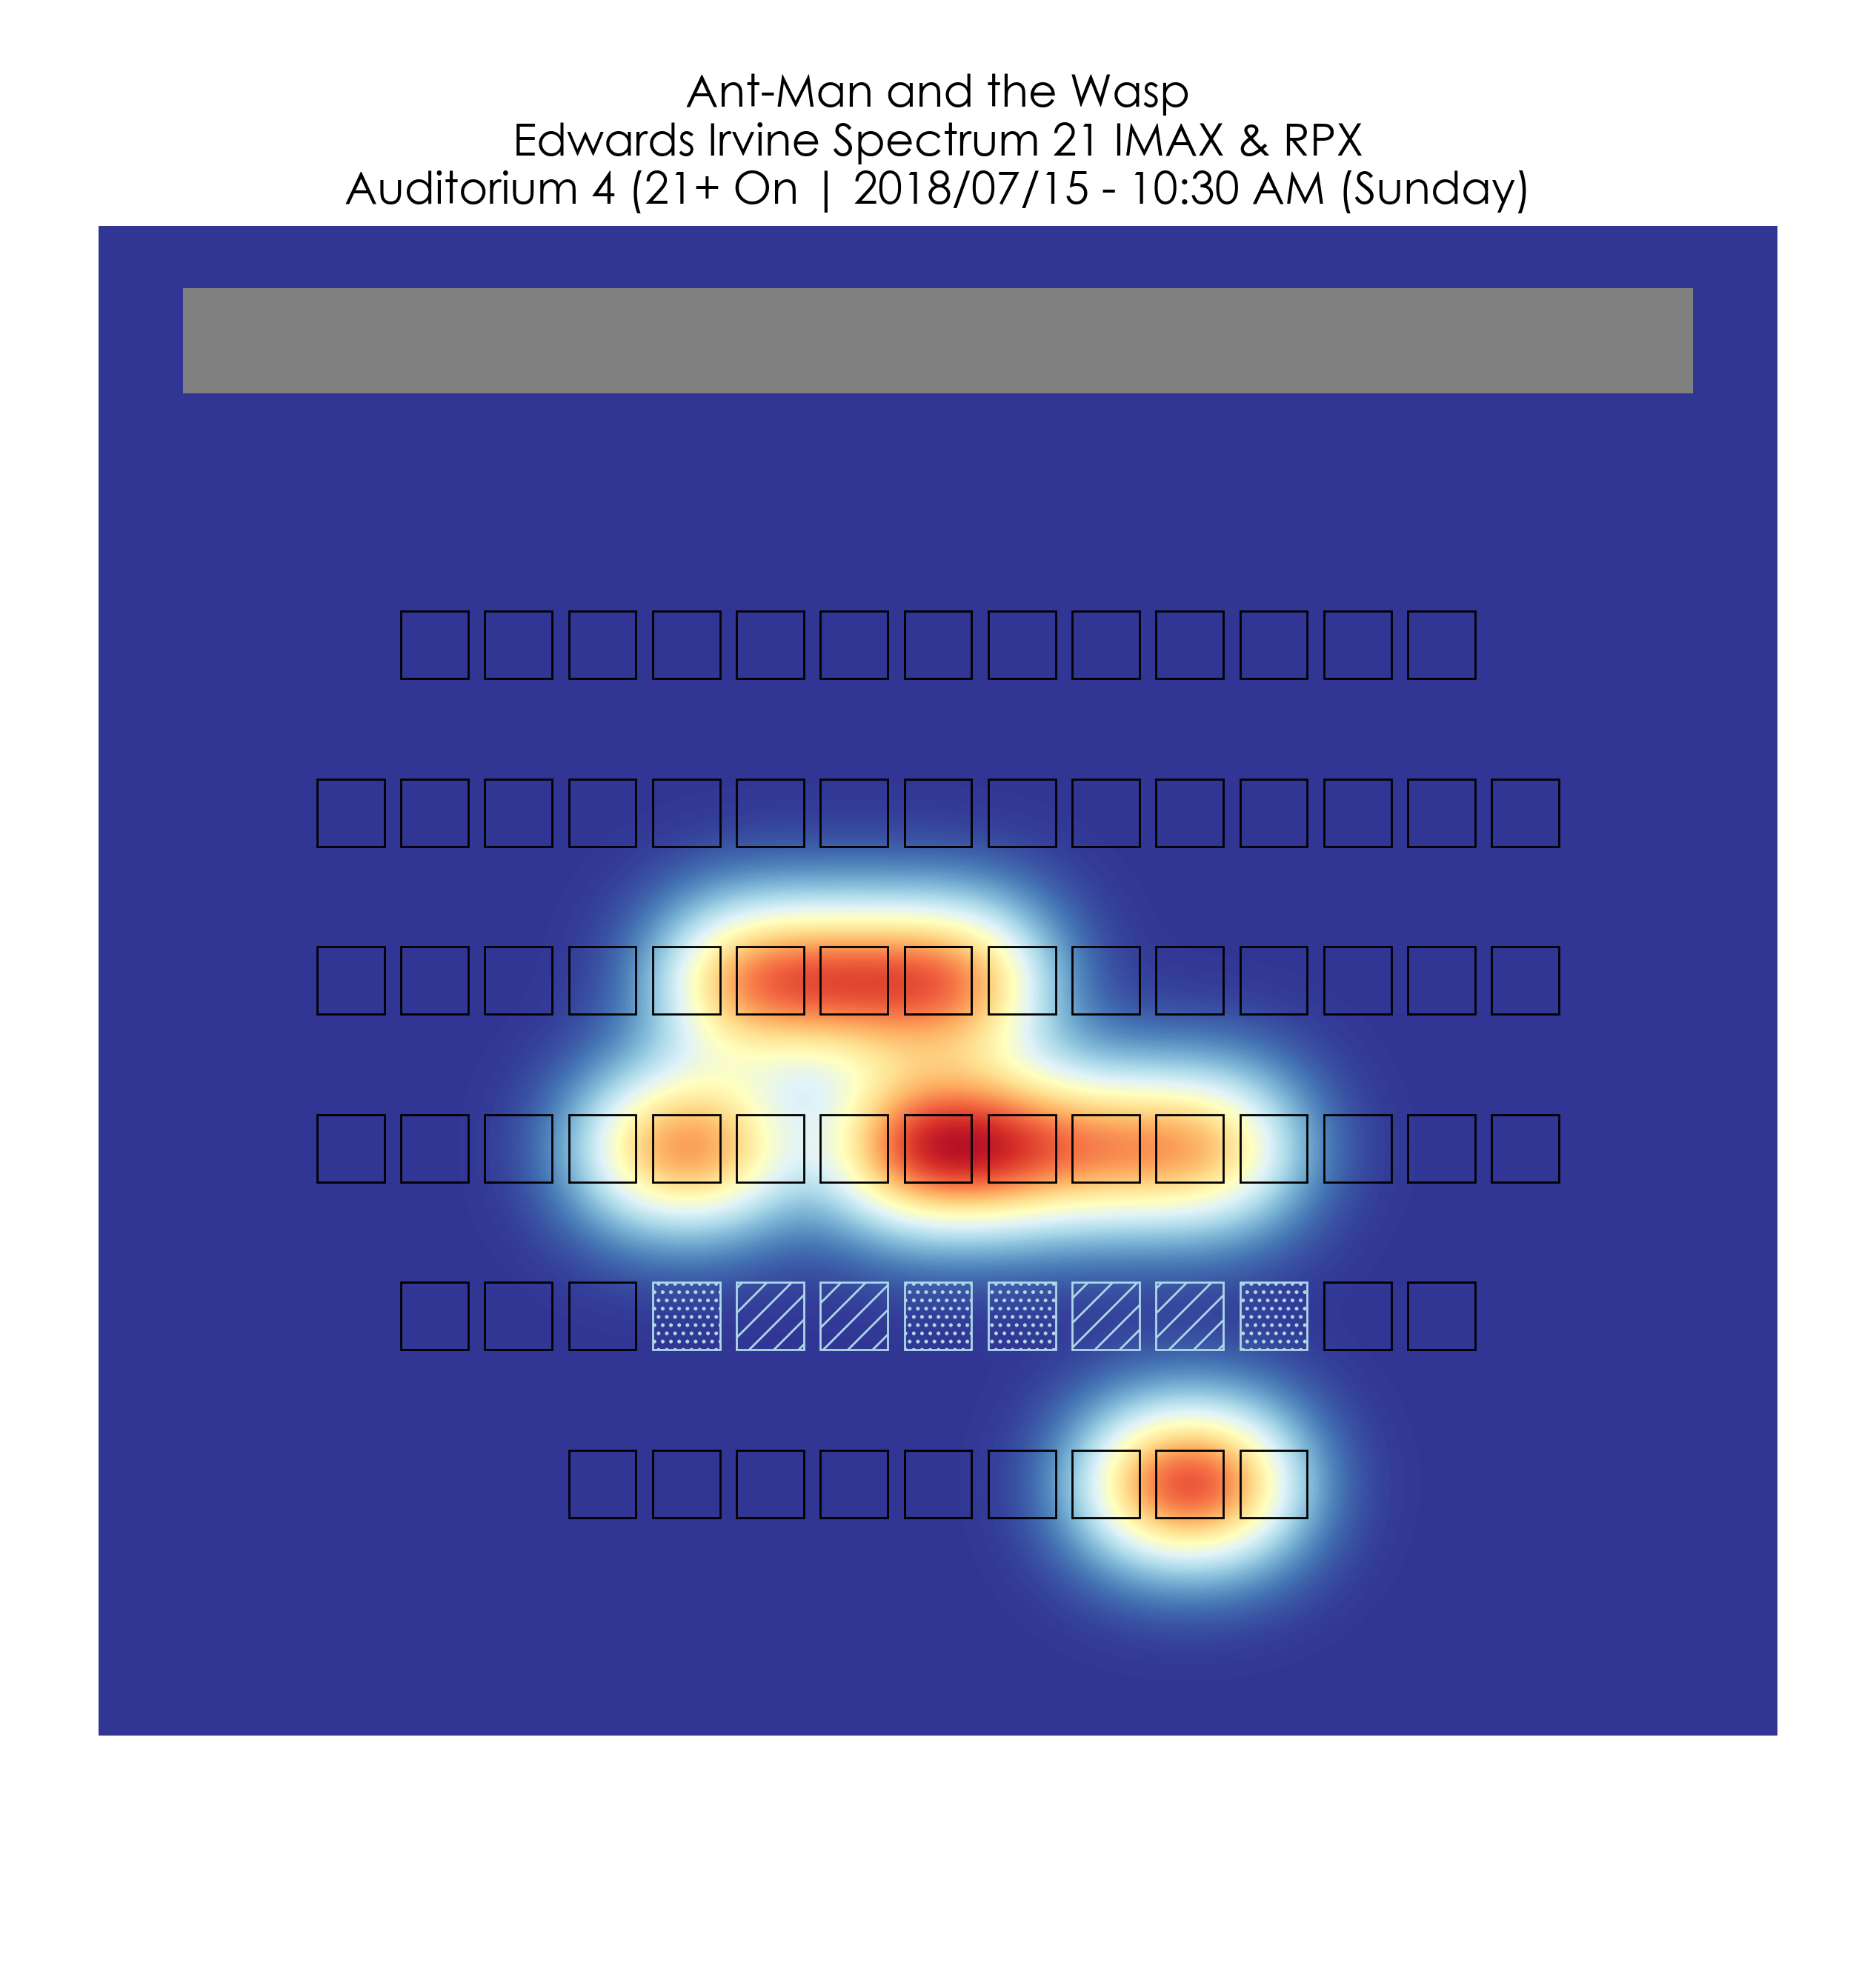 Ant-Man and the Wasp
Edwards Irvine Spectrum 21 IMAX & RPX
Auditorium 4 (21+ On | 2018/07/15 - 10:30 AM (Sunday)